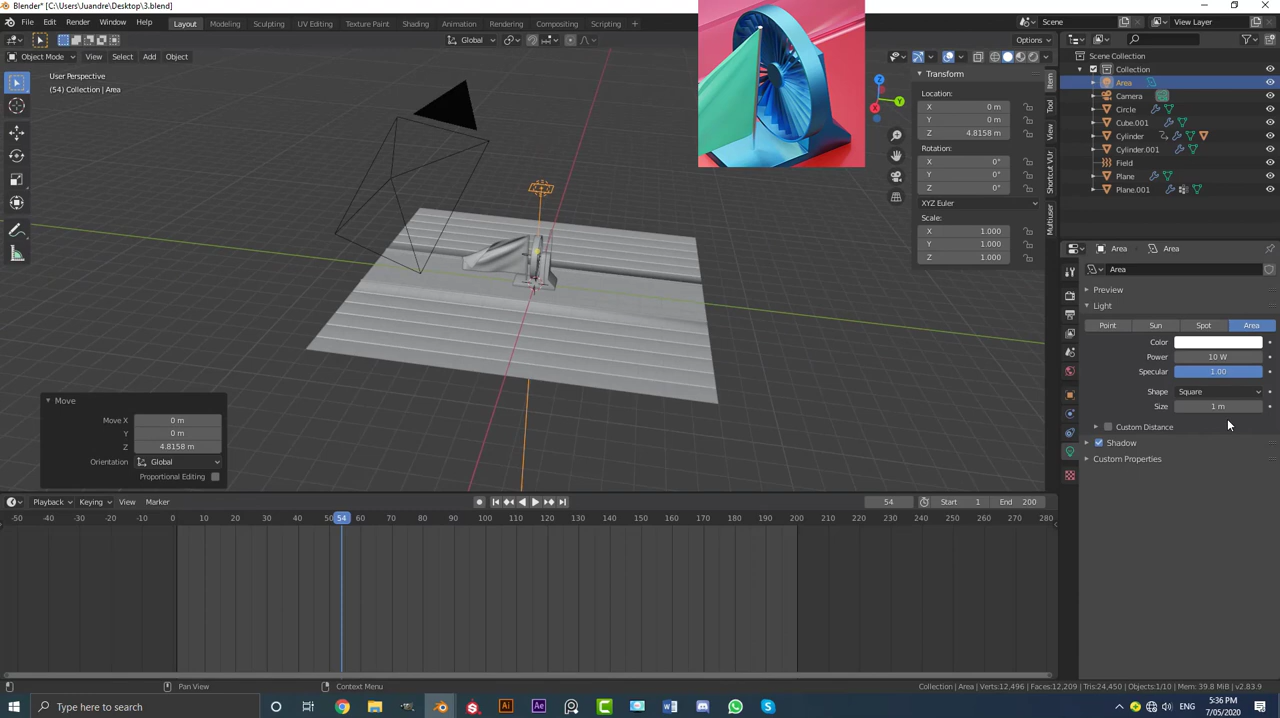 Blender* [C:\Users\Juandre\Desktop\3.blend]
File Edit Render Window Help Layout Modeling Sculpting UV Editing Texture Paint Shading Animation Rendering Compositing Scripting + Scene View Layer
Global Options
Object Mode View Select Add Object
User Perspective
(54) Collection | Area
Z
Y
X
Transform
Location:
X 0 m
Y 0 m
Z 4.8158 m
Rotation:
X 0°
Y 0°
Z 0°
XYZ Euler
Scale:
X 1.000
Y 1.000
Z 1.000
Item
Tool
View
Shortcut VUr
Multiuser
Scene Collection
Collection
Area
Camera
Circle
Cube.001
Cylinder
Cylinder.001
Field
Plane
Plane.001
Area Area
Area
Preview
Light
Point Sun Spot Area
Color
Power 10 W
Specular 1.00
Shape Square
Size 1 m
Custom Distance
Shadow
Custom Properties
Move
Move X 0 m
Y 0 m
Z 4.8158 m
Orientation Global
Proportional Editing
Playback Keying View Marker 54 Start 1 End 200
-50 -40 -30 -20 -10 0 10 20 30 40 50 54 60 70 80 90 100 110 120 130 140 150 160 170 180 190 200 210 220 230 240 250 260 270 280
Pan View Context Menu Collection | Area | Verts:12,496 | Faces:12,209 | Tris:24,450 | Objects:1/10 | Mem: 39.8 MiB | v2.83.9
Type here to search Ai Ae ENG 5:36 PM
7/05/2020